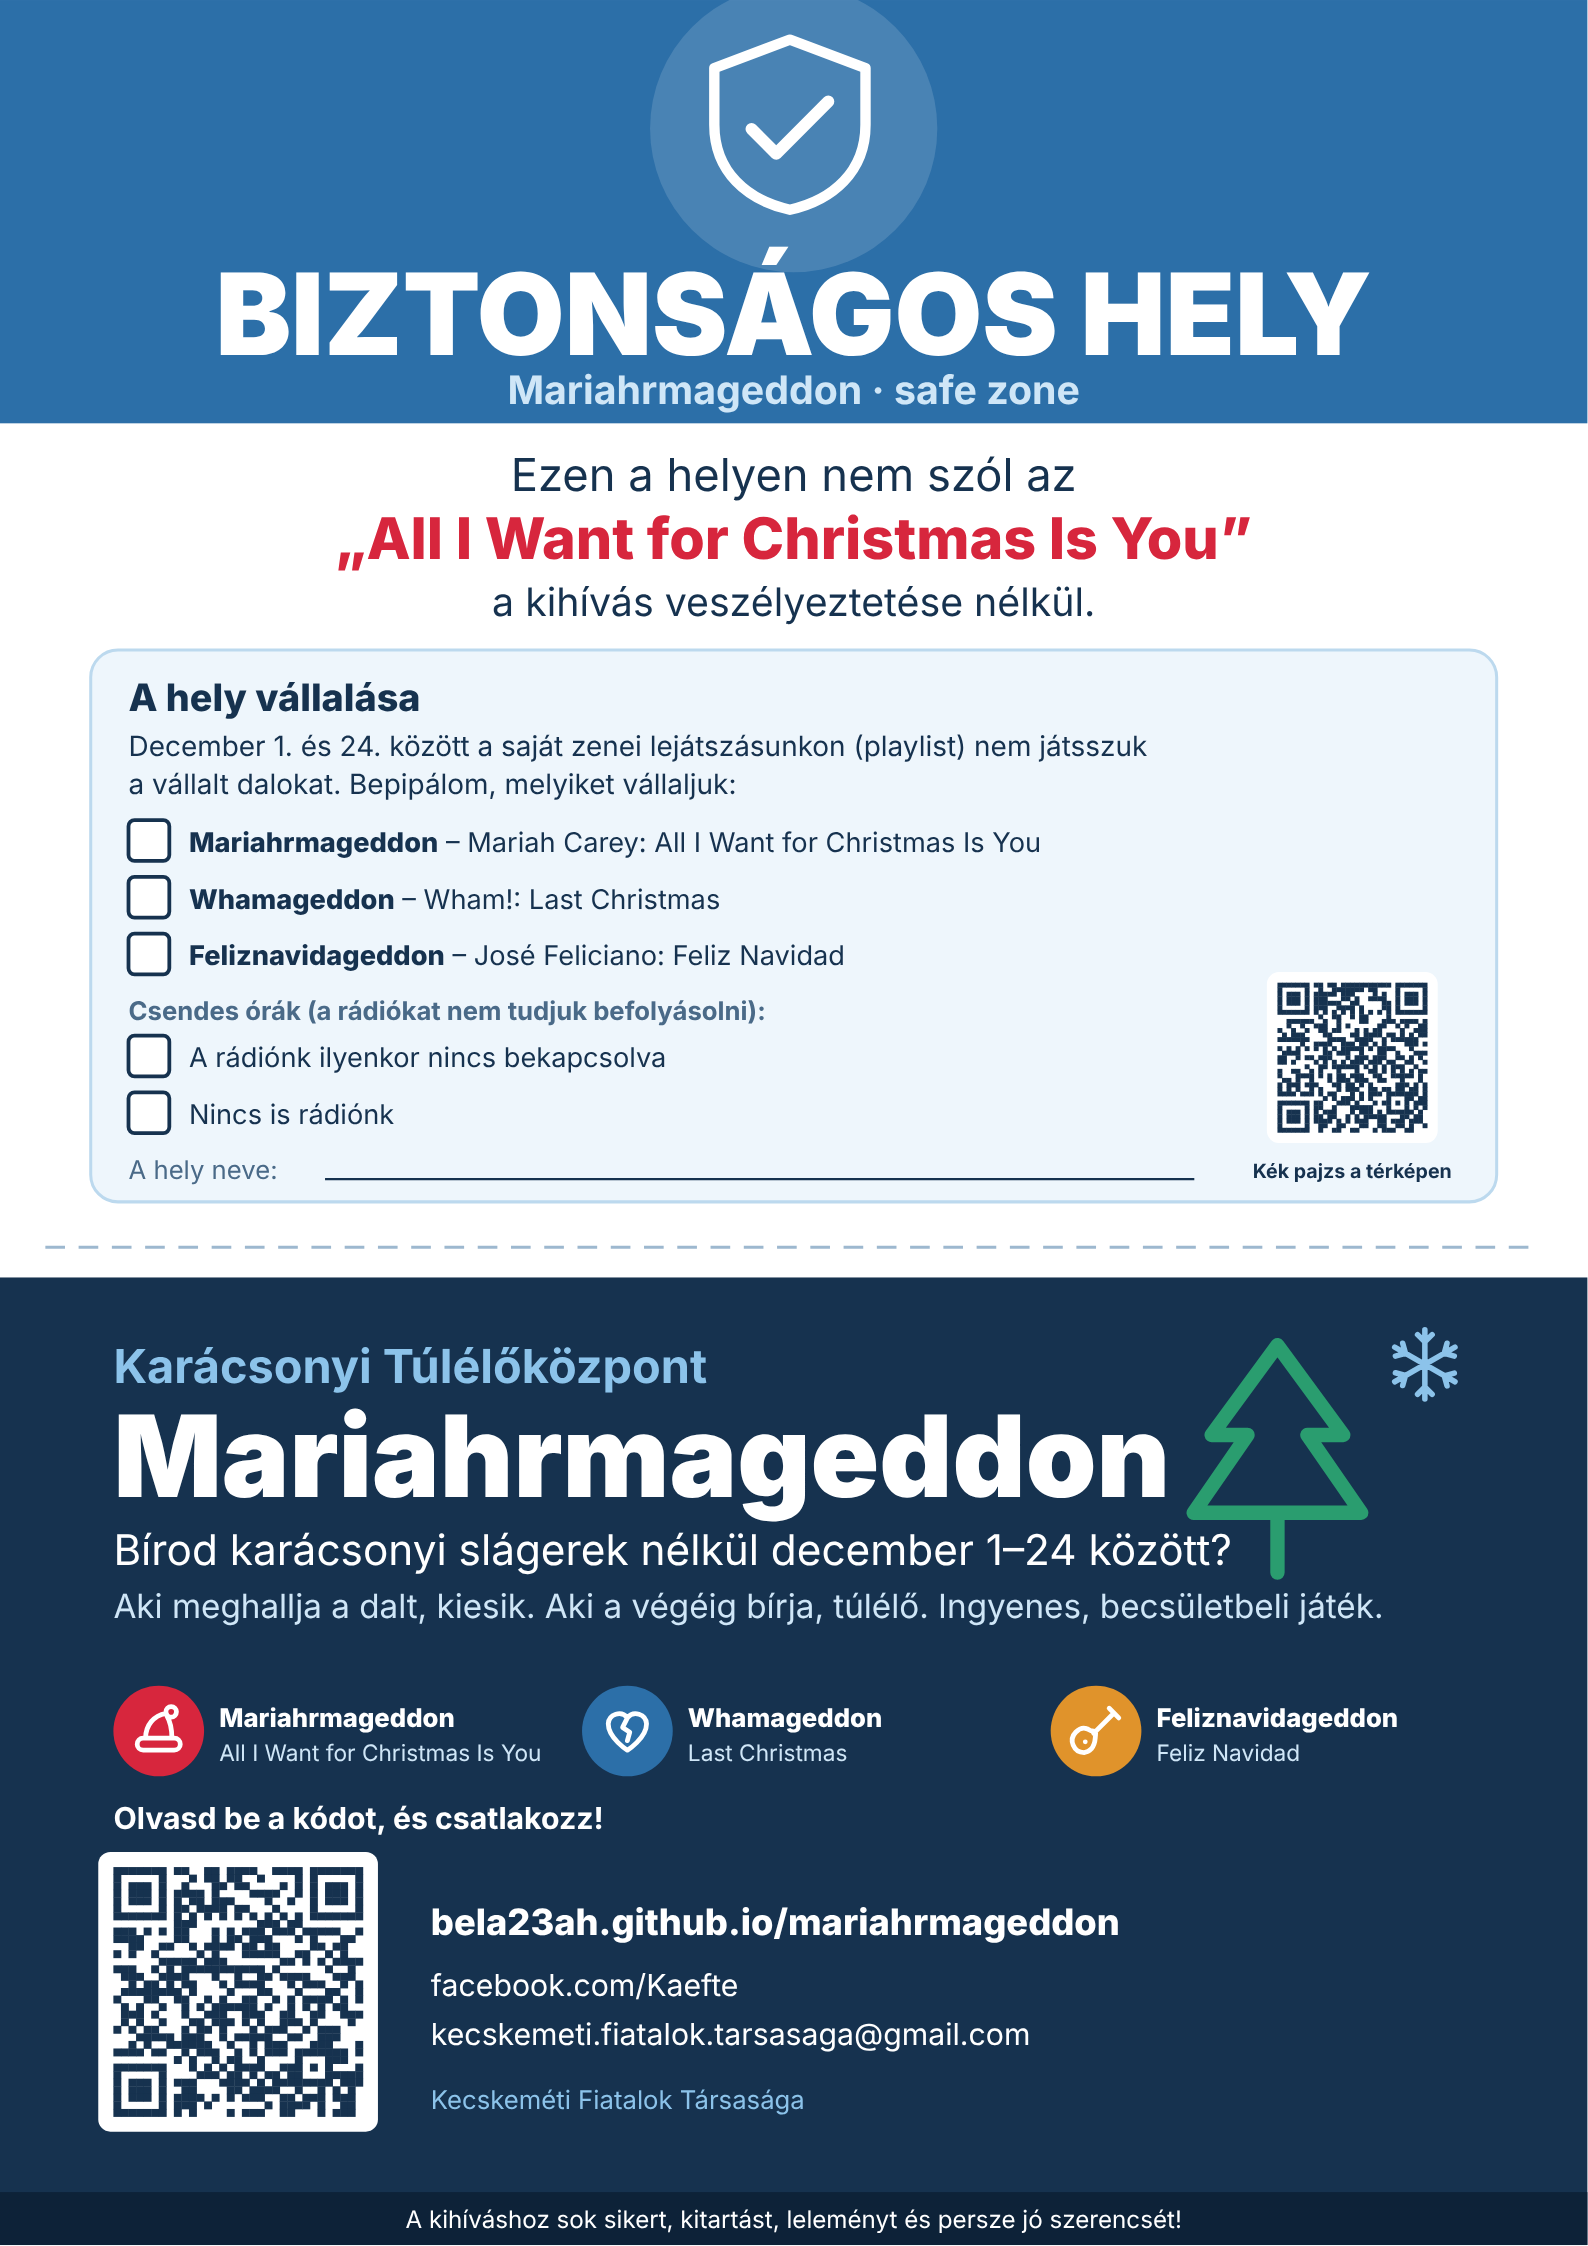 BIZTONSÁGOS HELY
Mariahrmageddon · safe zone
Ezen a helyen nem szól az
„All I Want for Christmas Is You”
a kihívás veszélyeztetése nélkül.
A hely vállalása
December 1. és 24. között a saját zenei lejátszásunkon (playlist) nem játsszuk
a vállalt dalokat. Bepipálom, melyiket vállaljuk:
Mariahrmageddon – Mariah Carey: All I Want for Christmas Is You
Whamageddon – Wham!: Last Christmas
Feliznavidageddon – José Feliciano: Feliz Navidad
Csendes órák (a rádiókat nem tudjuk befolyásolni):
A rádiónk ilyenkor nincs bekapcsolva
Nincs is rádiónk
A hely neve:
Kék pajzs a térképen
Karácsonyi Túlélőközpont
Mariahrmageddon
Bírod karácsonyi slágerek nélkül december 1–24 között?
Aki meghallja a dalt, kiesik. Aki a végéig bírja, túlélő. Ingyenes, becsületbeli játék.
Mariahrmageddon
All I Want for Christmas Is You
Whamageddon
Last Christmas
Feliznavidageddon
Feliz Navidad
Olvasd be a kódot, és csatlakozz!
bela23ah.github.io/mariahrmageddon
facebook.com/Kaefte
kecskemeti.fiatalok.tarsasaga@gmail.com
Kecskeméti Fiatalok Társasága
A kihíváshoz sok sikert, kitartást, leleményt és persze jó szerencsét!